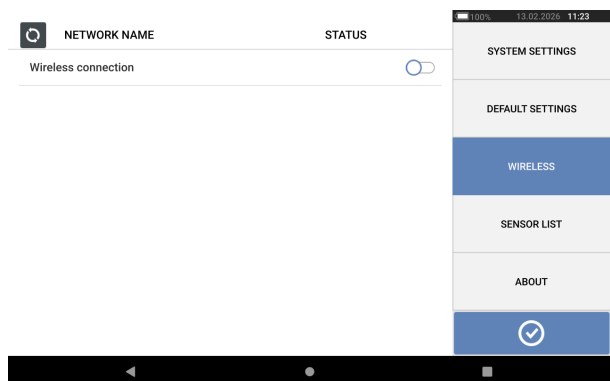 NETWORK NAME STATUS
Wireless connection
100% 13.02.2026 11:23
SYSTEM SETTINGS
DEFAULT SETTINGS
WIRELESS
SENSOR LIST
ABOUT